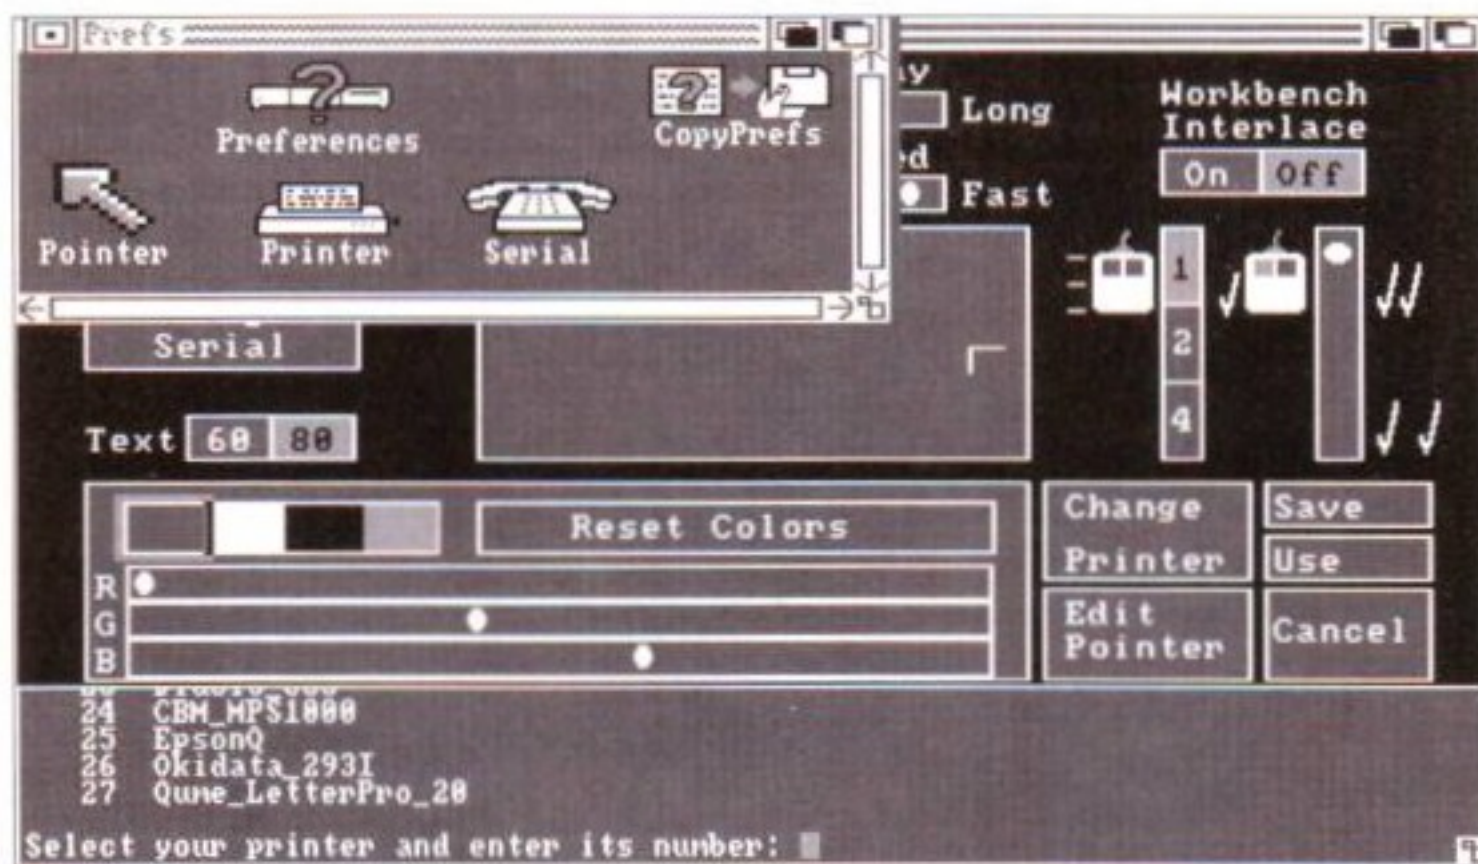 Prefs
Preferences
CopyPrefs
Pointer
Printer
Serial
Long
Fast
Workbench
Interlace
On Off
1
2
4
Serial
Text 60 80
Reset Colors
R
G
B
Change
Printer
Edit
Pointer
Save
Use
Cancel
24 CBM_MPS1000
25 EpsonQ
26 Okidata_293I
27 Qume_LetterPro_20
Select your printer and enter its number: